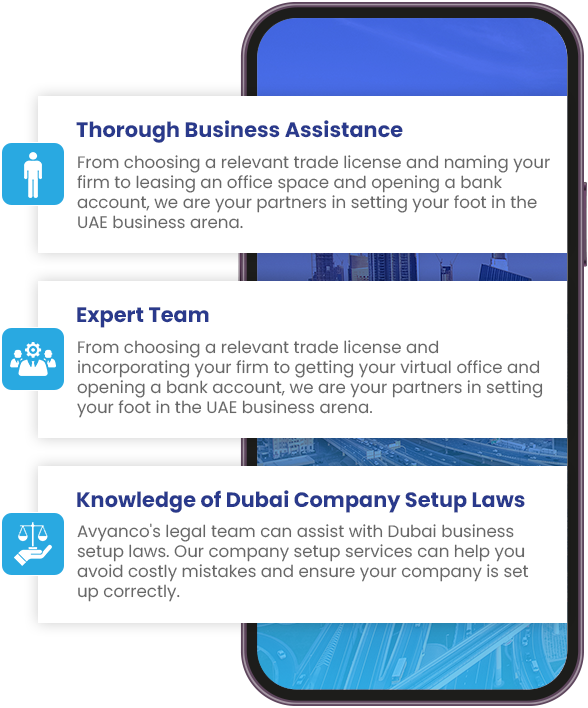 Thorough Business Assistance
From choosing a relevant trade license and naming your
firm to leasing an office space and opening a bank
account, we are your partners in setting your foot in the
UAE business arena.
Expert Team
From choosing a relevant trade license and
incorporating your firm to getting your virtual office and
opening a bank account, we are your partners in setting
your foot in the UAE business arena.
Knowledge of Dubai Company Setup Laws
Avyanco's legal team can assist with Dubai business
setup laws. Our company setup services can help you
avoid costly mistakes and ensure your company is set
up correctly.